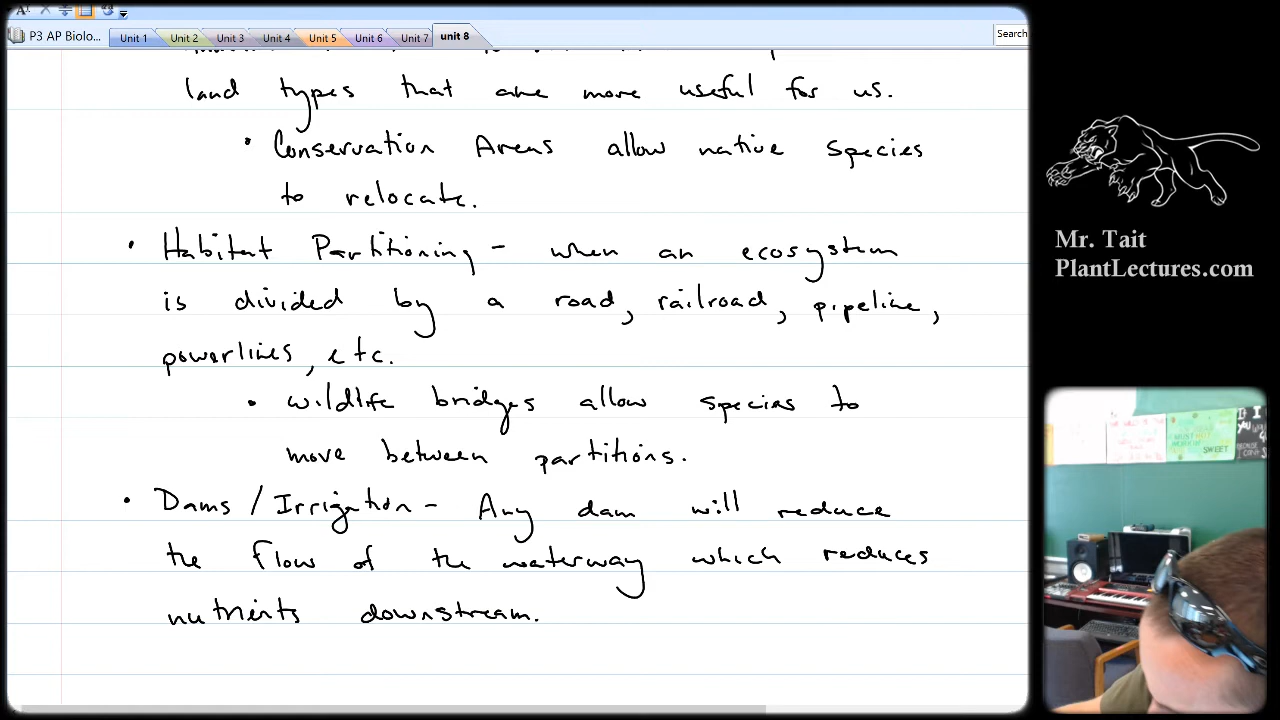 P3 AP Biolo... Unit 1 Unit 2 Unit 3 Unit 4 Unit 5 Unit 6 Unit 7 unit 8 Search
land types that are more useful for us.
• Conservation Areas allow native species
to relocate.
• Habitat Partitioning - when an ecosystem
is divided by a road, railroad, pipeline,
powerlines, etc.
• wildlife bridges allow species to
move between partitions.
• Dams / Irrigation - Any dam will reduce
the flow of the waterway which reduces
nutrients downstream.
Mr. Tait
PlantLectures.com
SWEET